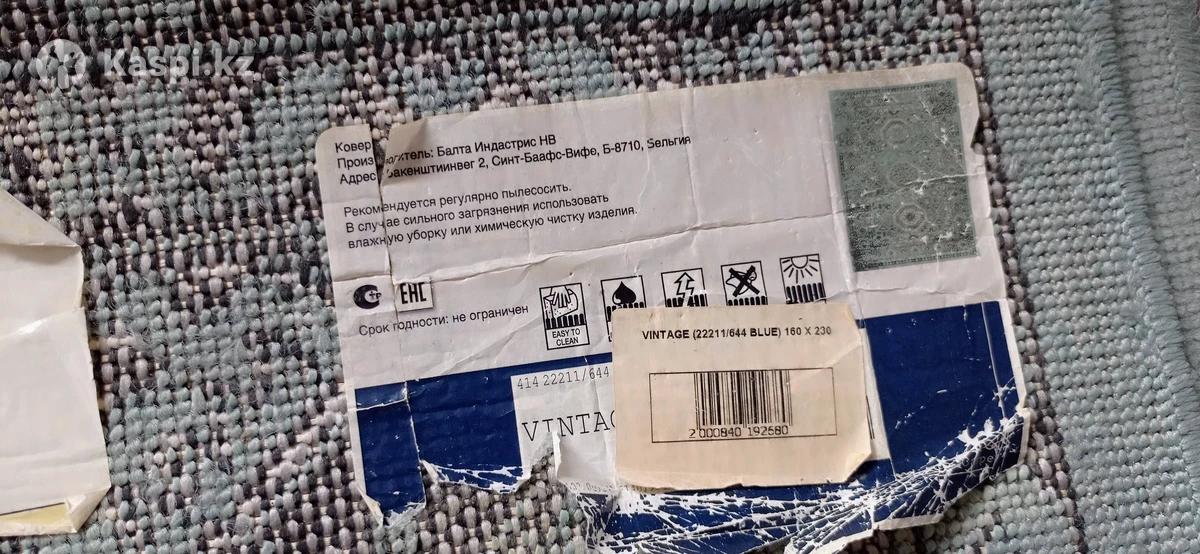 Kaspi.kz
Ковер
Произ дитель: Балта Индастрис НВ
Адрес акенштиинвег 2, Синт-Баафс-Вифе, Б-8710, Бельгия
Рекомендуется регулярно пылесосить.
В случае сильного загрязнения использовать
влажную уборку или химическую чистку изделия.
EAC
Срок годности: не ограничен
EASY TO
CLEAN
VINTAGE (22211/644 BLUE) 160 X 230
414 22211/644
VINTAG
2 000840 192580